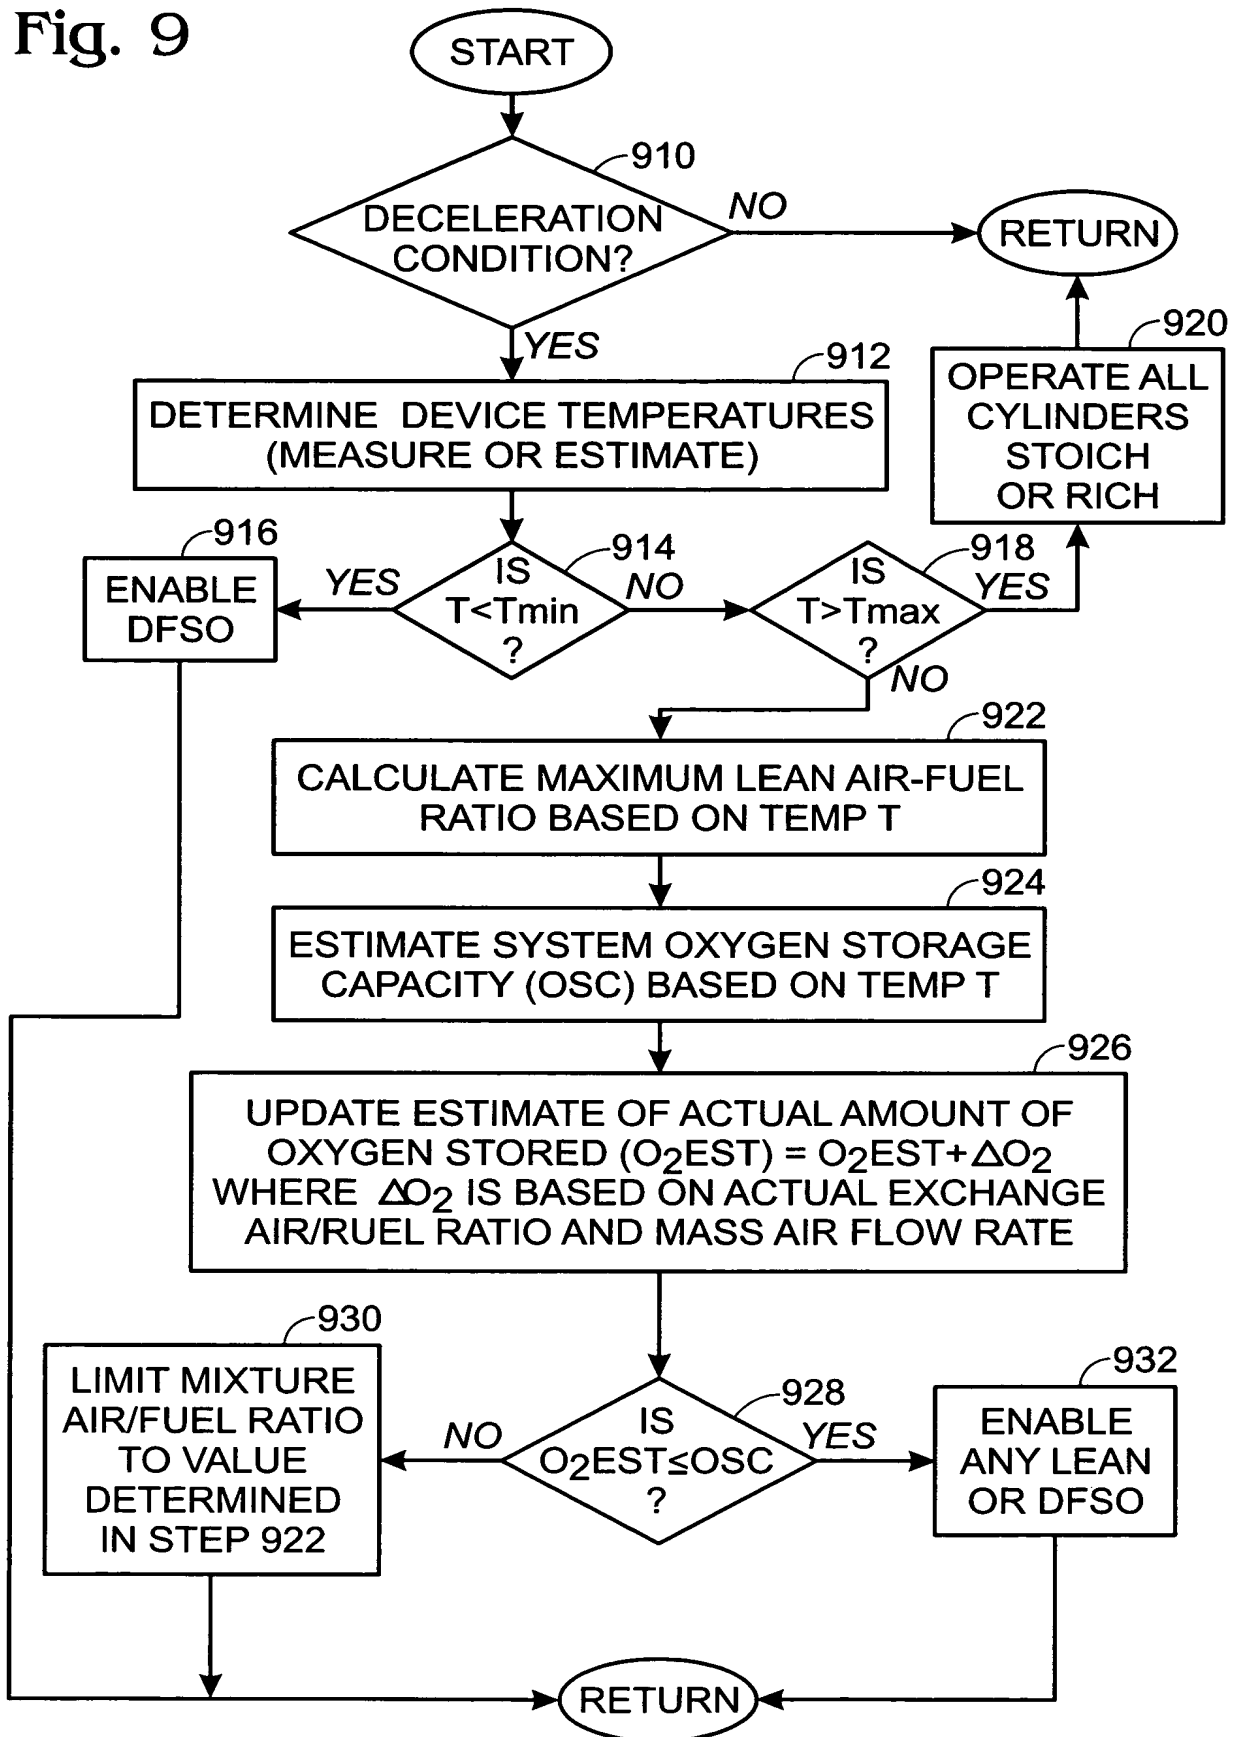 Fig. 9
START
910
DECELERATION
CONDITION?
NO
RETURN
YES
920
OPERATE ALL
CYLINDERS
STOICH
OR RICH
912
DETERMINE DEVICE TEMPERATURES
(MEASURE OR ESTIMATE)
916
ENABLE
DFSO
YES
914
IS
T<Tmin
?
NO
918
IS
T>Tmax
?
YES
NO
922
CALCULATE MAXIMUM LEAN AIR-FUEL
RATIO BASED ON TEMP T
924
ESTIMATE SYSTEM OXYGEN STORAGE
CAPACITY (OSC) BASED ON TEMP T
926
UPDATE ESTIMATE OF ACTUAL AMOUNT OF
OXYGEN STORED (O₂EST) = O₂EST+ΔO₂
WHERE ΔO₂ IS BASED ON ACTUAL EXCHANGE
AIR/RUEL RATIO AND MASS AIR FLOW RATE
930
LIMIT MIXTURE
AIR/FUEL RATIO
TO VALUE
DETERMINED
IN STEP 922
NO
928
IS
O₂EST≤OSC
?
YES
932
ENABLE
ANY LEAN
OR DFSO
RETURN